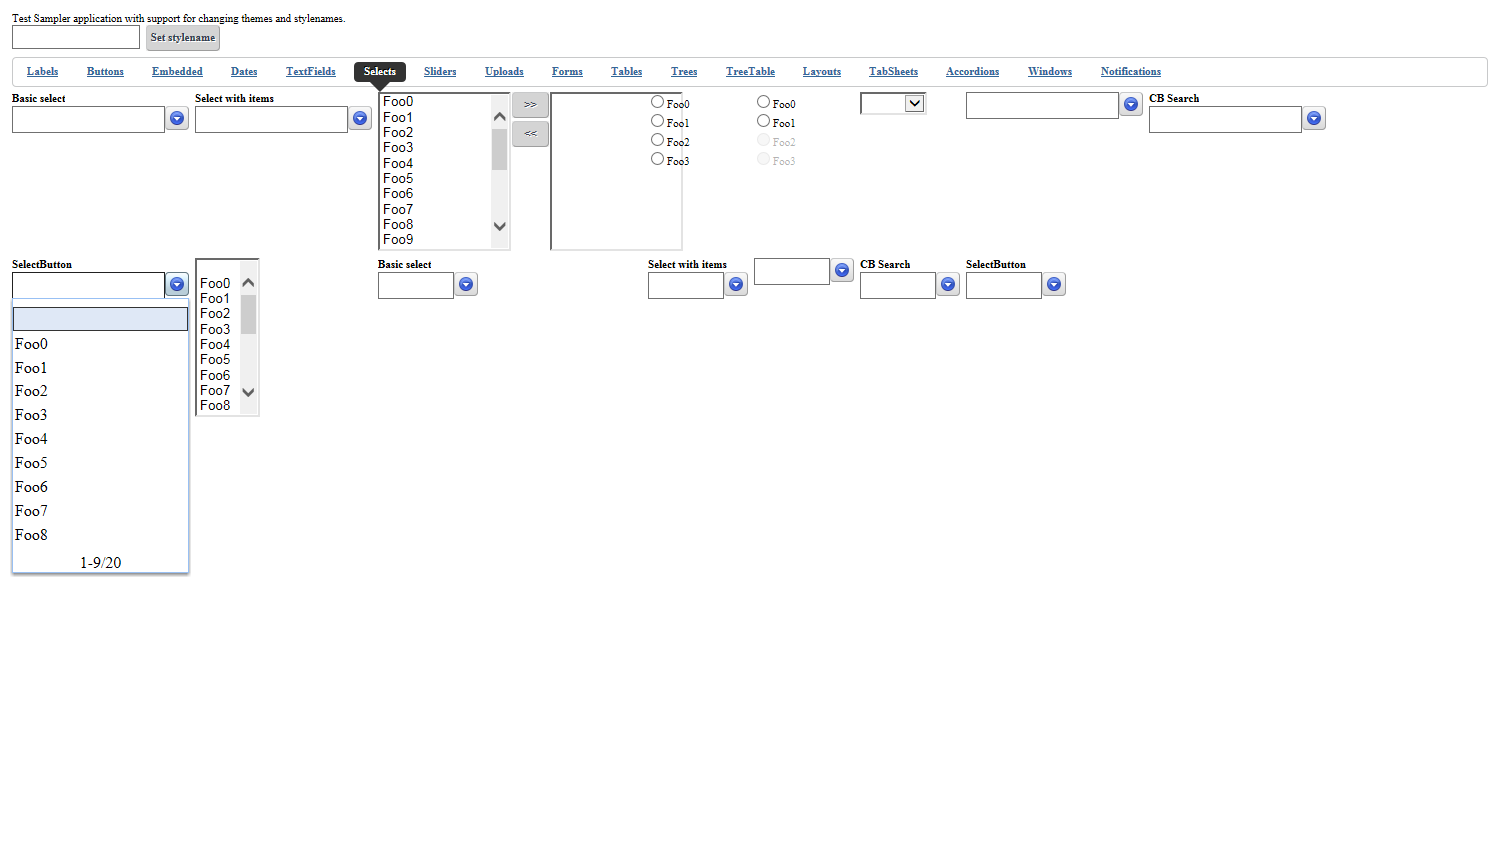 Test Sampler application with support for changing themes and stylenames.
Set stylename
Labels Buttons Embedded Dates TextFields Selects Sliders Uploads Forms Tables Trees TreeTable Layouts TabSheets Accordions Windows Notifications
Basic select
Select with items
Foo0
Foo1
Foo2
Foo3
Foo4
Foo5
Foo6
Foo7
Foo8
Foo9
>>
<<
Foo0
Foo1
Foo2
Foo3
Foo0
Foo1
Foo2
Foo3
CB Search
SelectButton
Foo0
Foo1
Foo2
Foo3
Foo4
Foo5
Foo6
Foo7
Foo8
1-9/20
Foo0
Foo1
Foo2
Foo3
Foo4
Foo5
Foo6
Foo7
Foo8
Basic select
Select with items
CB Search
SelectButton